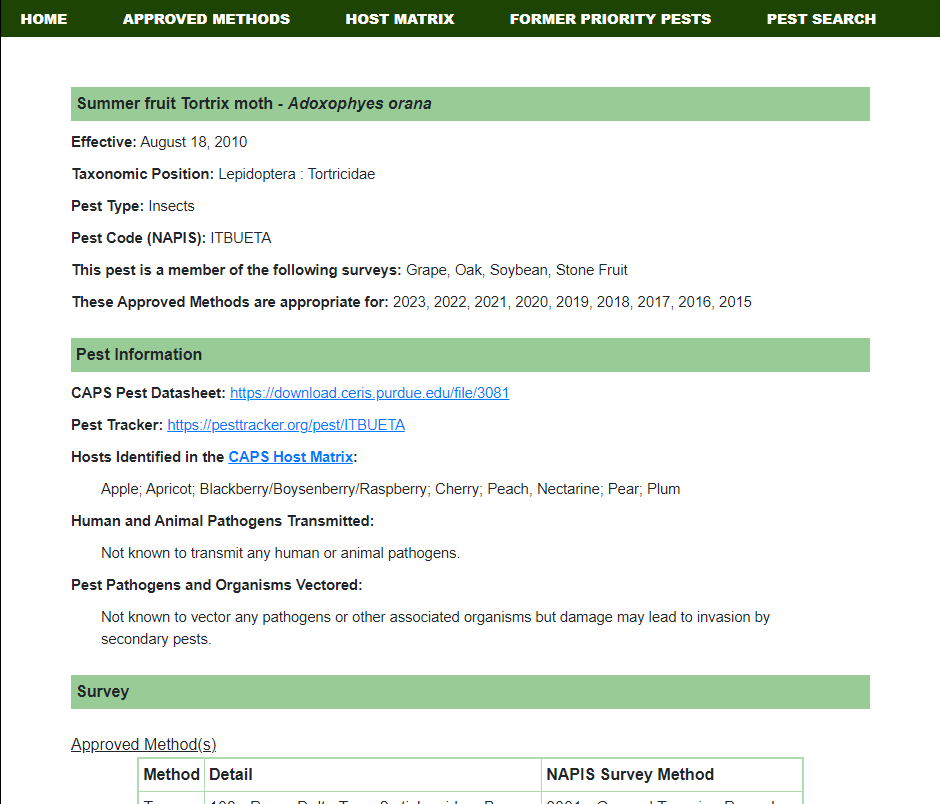 HOME APPROVED METHODS HOST MATRIX FORMER PRIORITY PESTS PEST SEARCH
Summer fruit Tortrix moth - Adoxophyes orana
Effective: August 18, 2010
Taxonomic Position: Lepidoptera : Tortricidae
Pest Type: Insects
Pest Code (NAPIS): ITBUETA
This pest is a member of the following surveys: Grape, Oak, Soybean, Stone Fruit
These Approved Methods are appropriate for: 2023, 2022, 2021, 2020, 2019, 2018, 2017, 2016, 2015
Pest Information
CAPS Pest Datasheet: https://download.ceris.purdue.edu/file/3081
Pest Tracker: https://pesttracker.org/pest/ITBUETA
Hosts Identified in the CAPS Host Matrix:
Apple; Apricot; Blackberry/Boysenberry/Raspberry; Cherry; Peach, Nectarine; Pear; Plum
Human and Animal Pathogens Transmitted:
Not known to transmit any human or animal pathogens.
Pest Pathogens and Organisms Vectored:
Not known to vector any pathogens or other associated organisms but damage may lead to invasion by
secondary pests.
Survey
Approved Method(s)
Method Detail NAPIS Survey Method